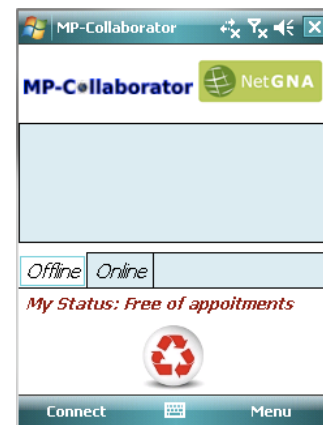 MP-Collaborator
MP-Collaborator NetGNA
Offline Online
My Status: Free of appoitments
Connect Menu